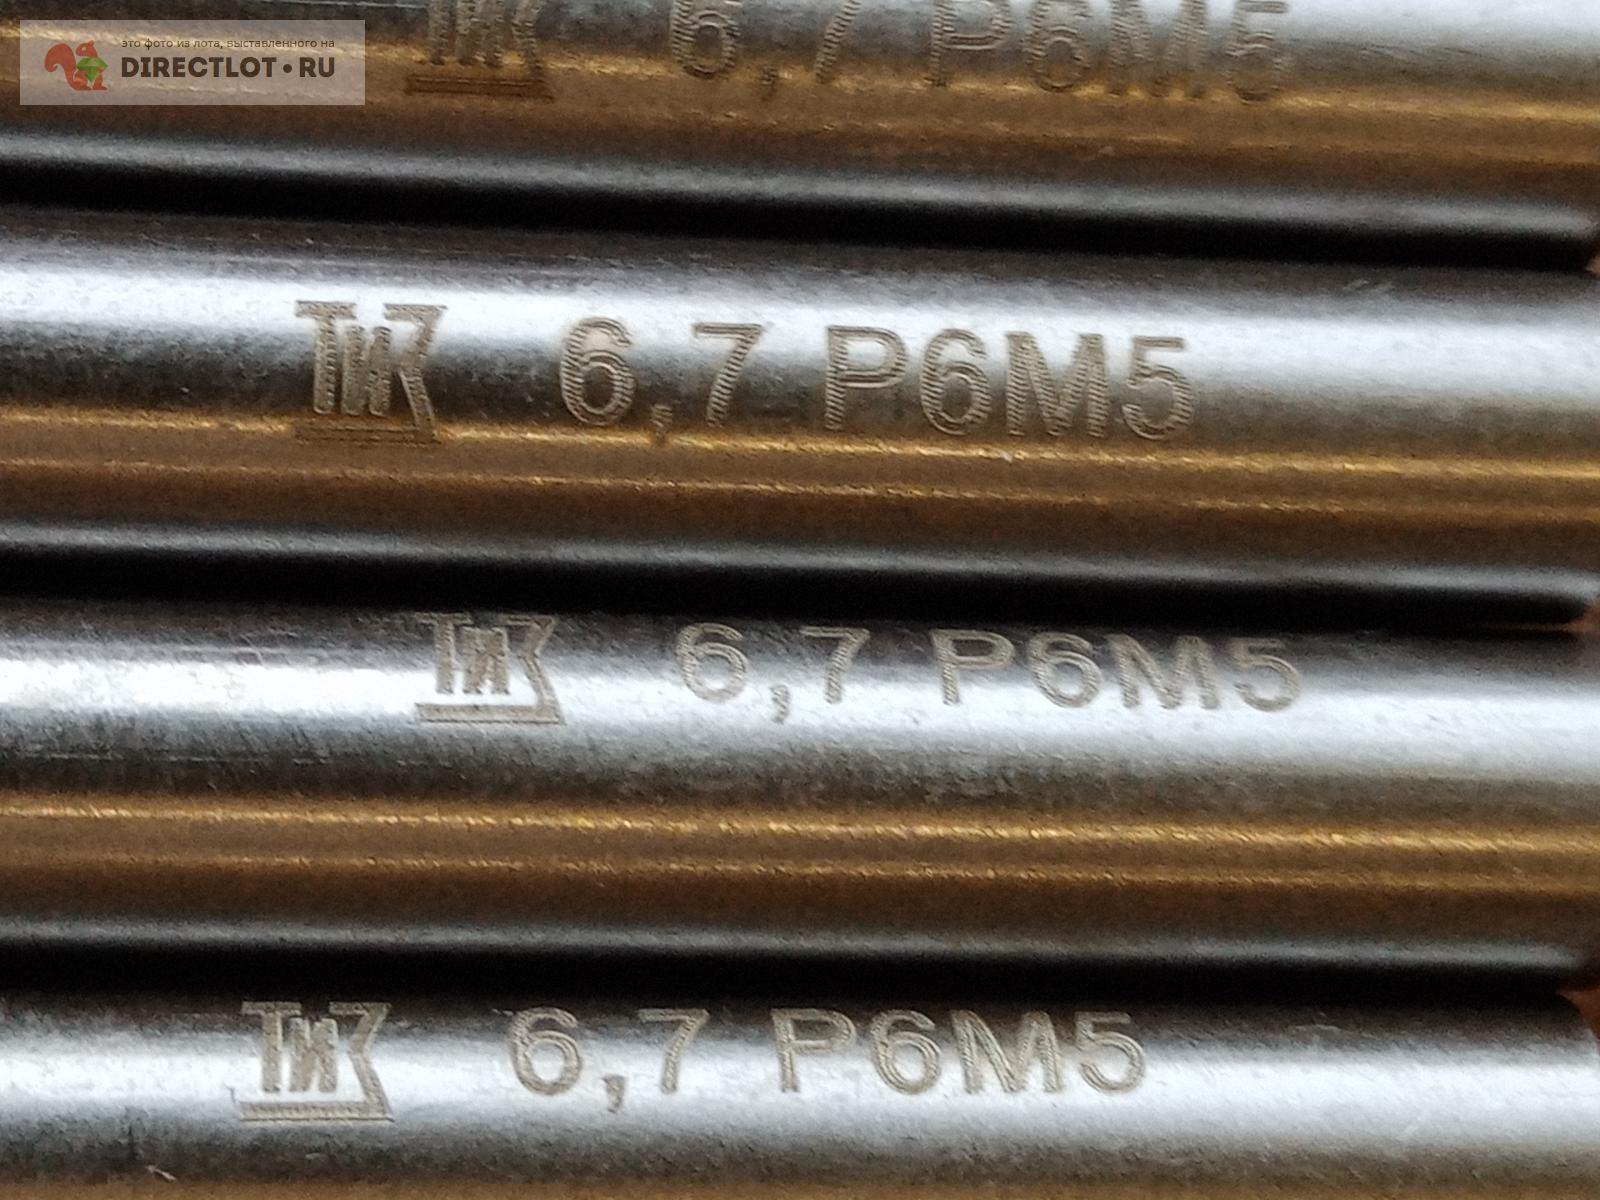 это фото из лота, выставленного на
DIRECTLOT•RU
ТИЗ 6,7 Р6М5
ТИЗ 6,7 Р6М5
ТИЗ 6,7 Р6М5
ТИЗ 6,7 Р6М5